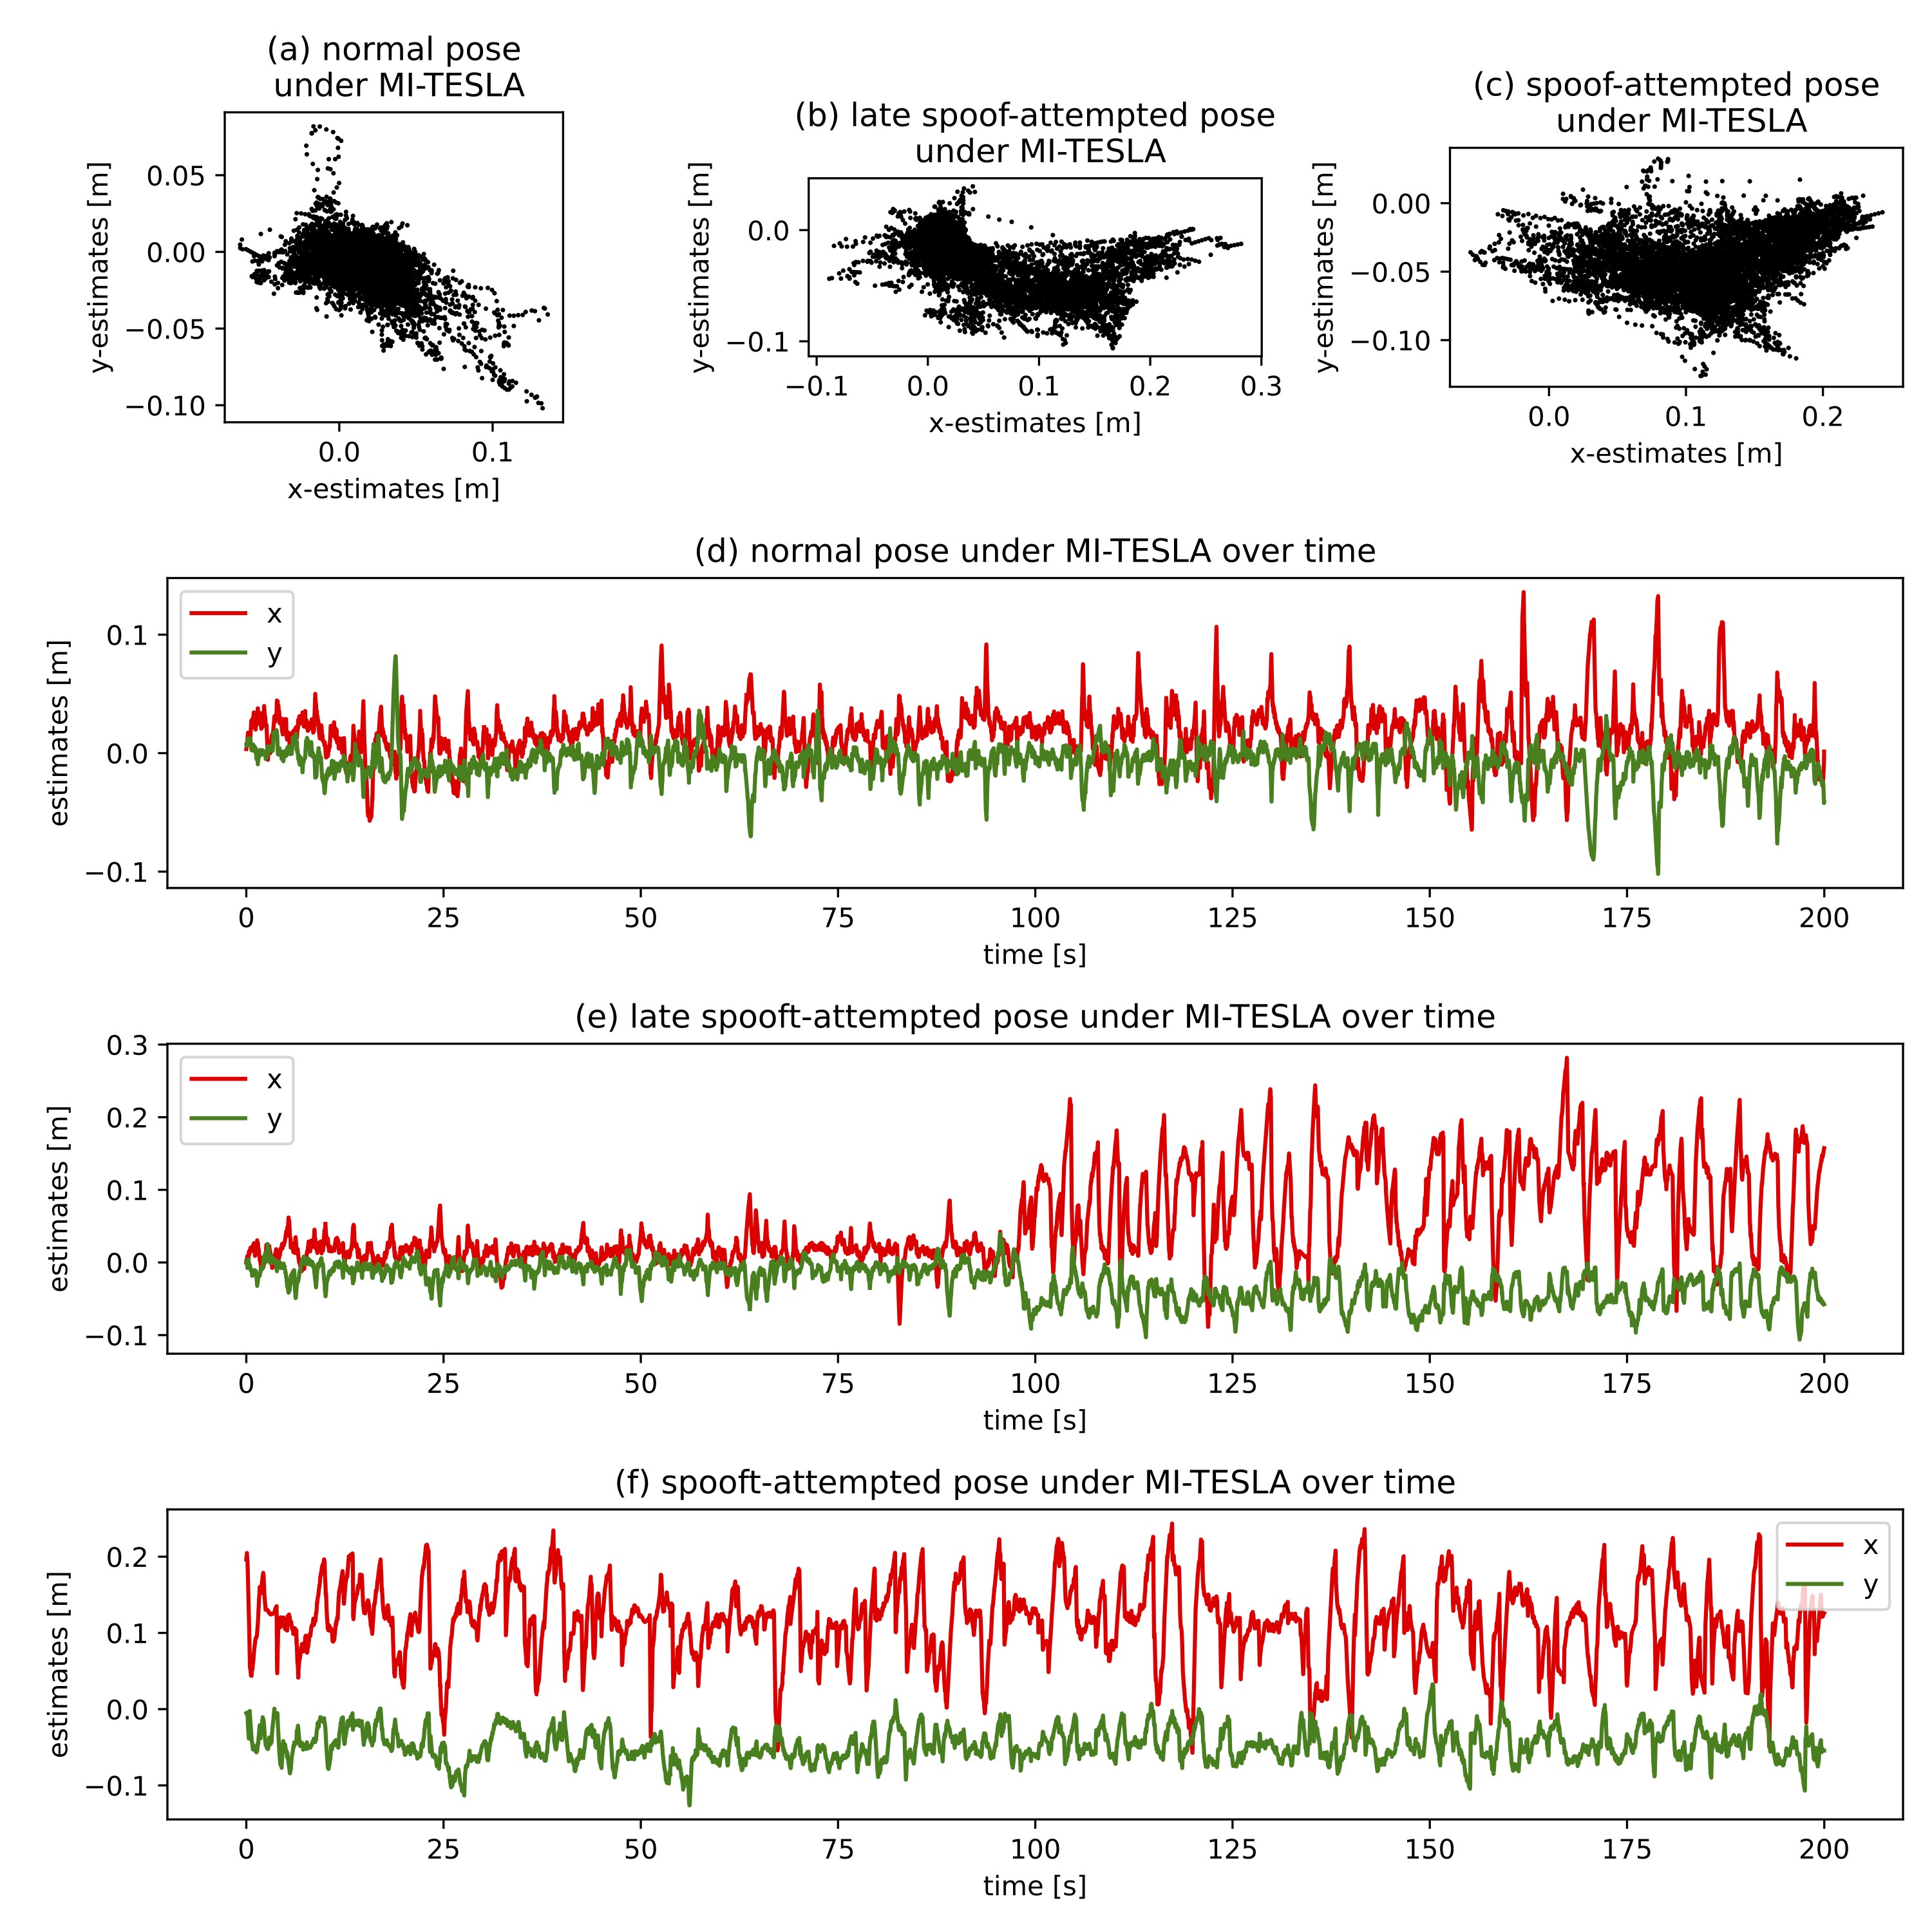 (a) normal pose
under MI-TESLA
y-estimates [m]
0.05
0.00
−0.05
−0.10
0.0
0.1
x-estimates [m]
(b) late spoof-attempted pose
under MI-TESLA
y-estimates [m]
0.0
−0.1
−0.1
0.0
0.1
0.2
0.3
x-estimates [m]
(c) spoof-attempted pose
under MI-TESLA
y-estimates [m]
0.00
−0.05
−0.10
0.0
0.1
0.2
x-estimates [m]
(d) normal pose under MI-TESLA over time
x
y
estimates [m]
0.1
0.0
−0.1
0
25
50
75
100
125
150
175
200
time [s]
(e) late spooft-attempted pose under MI-TESLA over time
x
y
estimates [m]
0.3
0.2
0.1
0.0
−0.1
0
25
50
75
100
125
150
175
200
time [s]
(f) spooft-attempted pose under MI-TESLA over time
x
y
estimates [m]
0.2
0.1
0.0
−0.1
0
25
50
75
100
125
150
175
200
time [s]